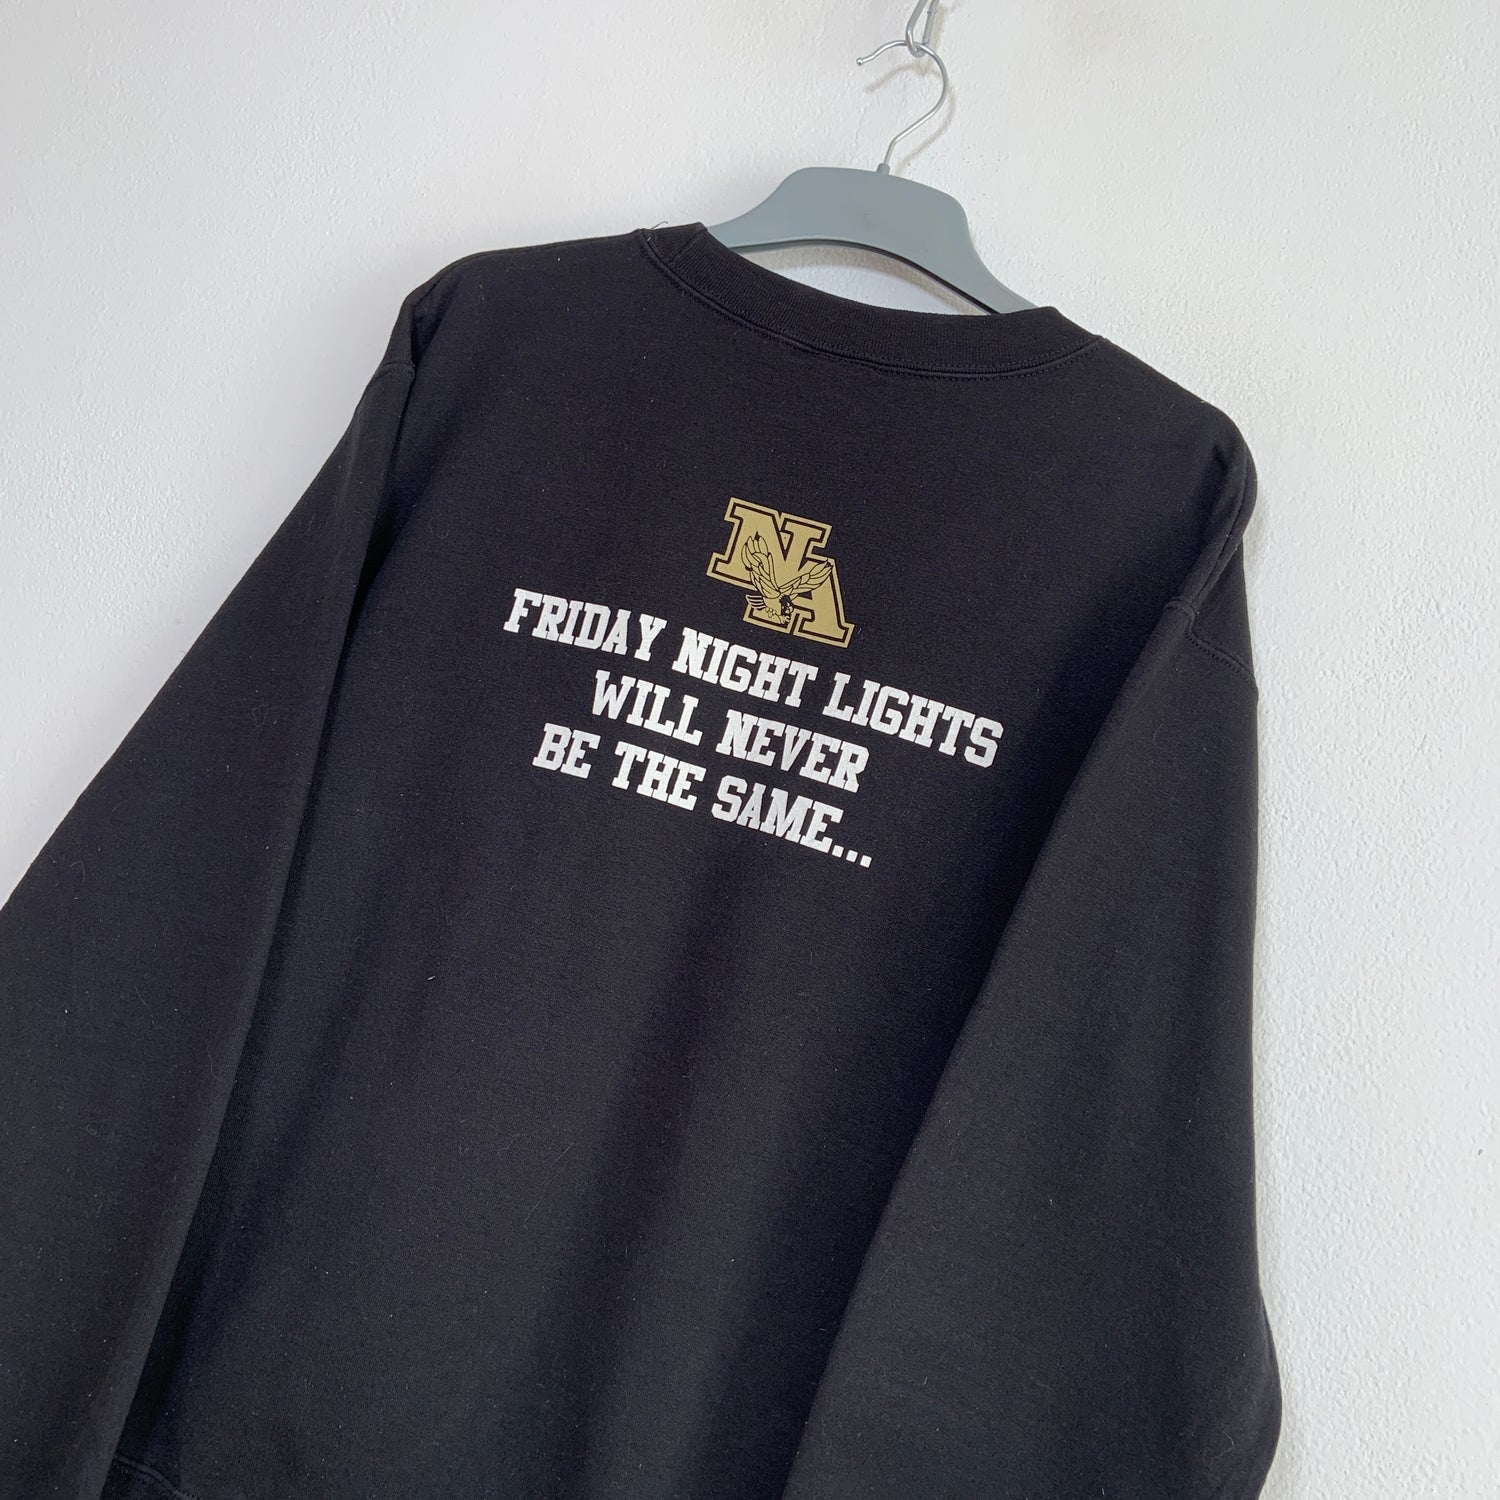 NA
FRIDAY NIGHT LIGHTS
WILL NEVER
BE THE SAME...